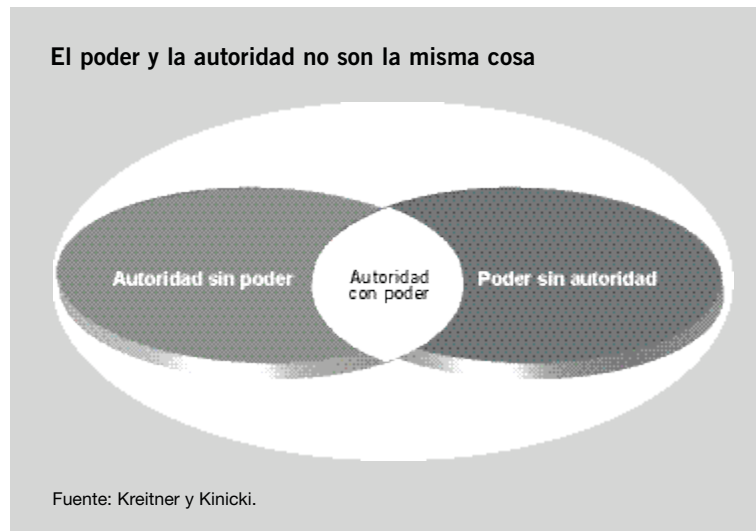 El poder y la autoridad no son la misma cosa
Autoridad sin poder
Autoridad
con poder
Poder sin autoridad
Fuente: Kreitner y Kinicki.